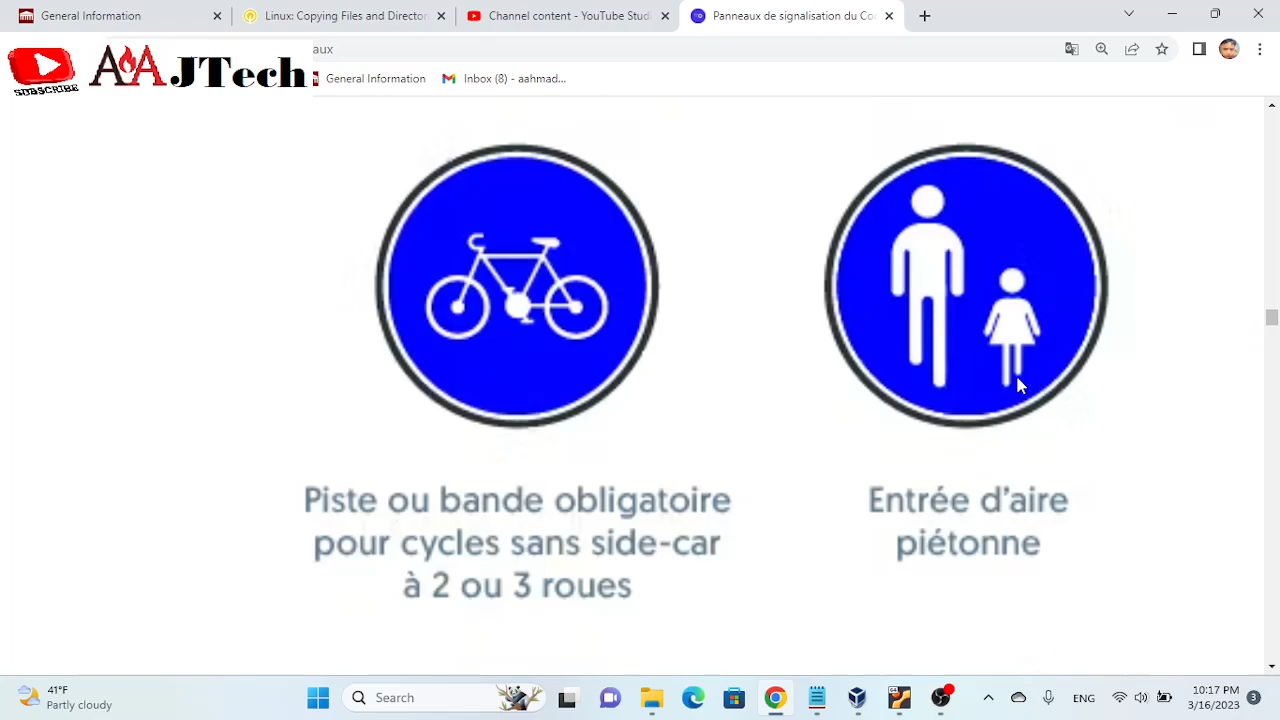 General Information
Linux: Copying Files and Director
Channel content - YouTube Studi
Panneaux de signalisation du Co
aux
SUBSCRIBE
AAAJTech
General Information
Inbox (8) - aahmad...
Piste ou bande obligatoire
pour cycles sans side-car
à 2 ou 3 roues
Entrée d'aire
piétonne
41°F
Partly cloudy
Search
ENG
10:27 PM
3/16/2023
3